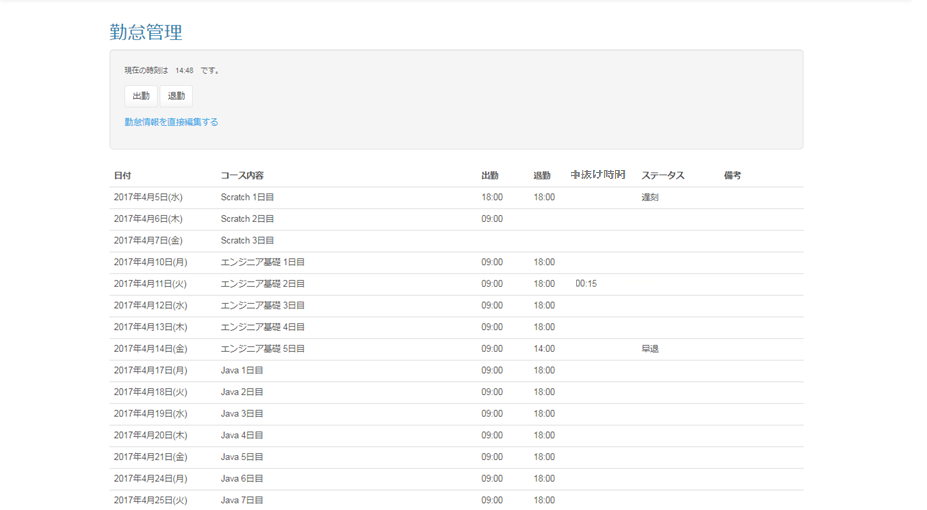 勤怠管理
現在の時刻は 14:48 です。
出勤 退勤
勤怠情報を直接編集する
日付 コース内容 出勤 退勤 中抜け時間 ステータス 備考
2017年4月5日(水) Scratch 1日目 18:00 18:00 遅刻
2017年4月6日(木) Scratch 2日目 09:00
2017年4月7日(金) Scratch 3日目
2017年4月10日(月) エンジニア基礎 1日目 09:00 18:00
2017年4月11日(火) エンジニア基礎 2日目 09:00 18:00 00:15
2017年4月12日(水) エンジニア基礎 3日目 09:00 18:00
2017年4月13日(木) エンジニア基礎 4日目 09:00 18:00
2017年4月14日(金) エンジニア基礎 5日目 09:00 14:00 早退
2017年4月17日(月) Java 1日目 09:00 18:00
2017年4月18日(火) Java 2日目 09:00 18:00
2017年4月19日(水) Java 3日目 09:00 18:00
2017年4月20日(木) Java 4日目 09:00 18:00
2017年4月21日(金) Java 5日目 09:00 18:00
2017年4月24日(月) Java 6日目 09:00 18:00
2017年4月25日(火) Java 7日目 09:00 18:00